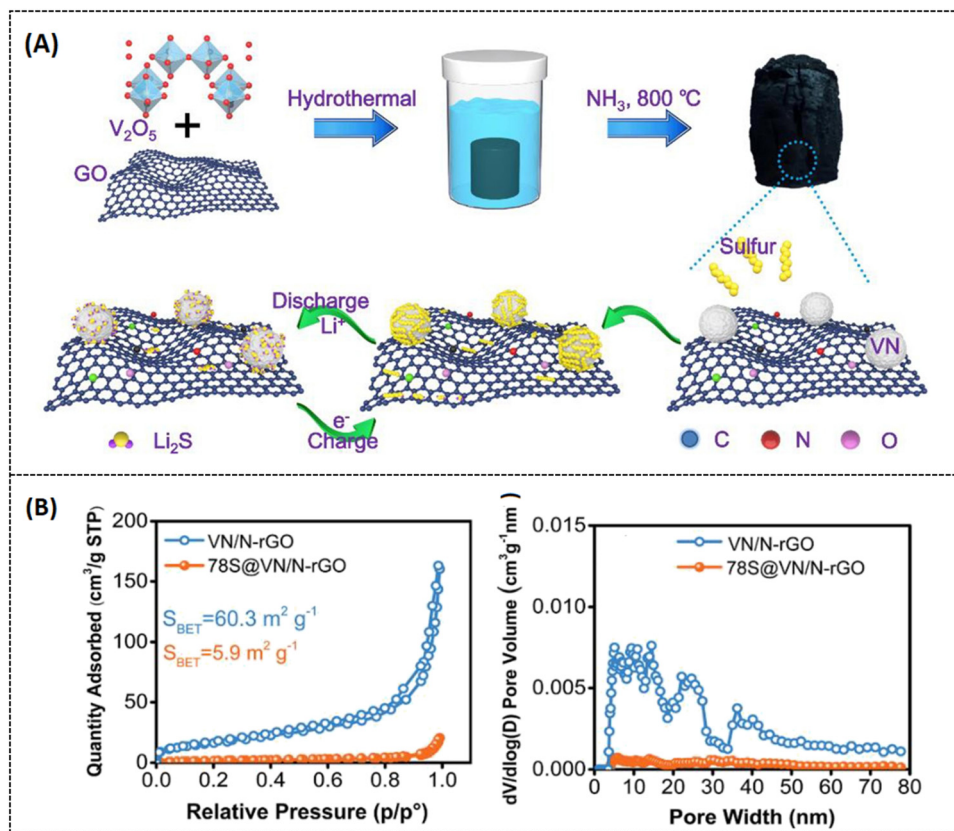 (A)
V₂O₅
GO
Hydrothermal
NH₃, 800 °C
Sulfur
VN
Discharge
Li⁺
e⁻
Charge
Li₂S
C
N
O
(B)
Quantity Adsorbed (cm³/g STP)
200
150
100
50
0
VN/N-rGO
78S@VN/N-rGO
S_BET=60.3 m² g⁻¹
S_BET=5.9 m² g⁻¹
0.0 0.2 0.4 0.6 0.8 1.0
Relative Pressure (p/p°)
dV/dlog(D) Pore Volume (cm³g⁻¹nm⁻¹)
0.015
0.010
0.005
0.000
VN/N-rGO
78S@VN/N-rGO
0 10 20 30 40 50 60 70 80
Pore Width (nm)